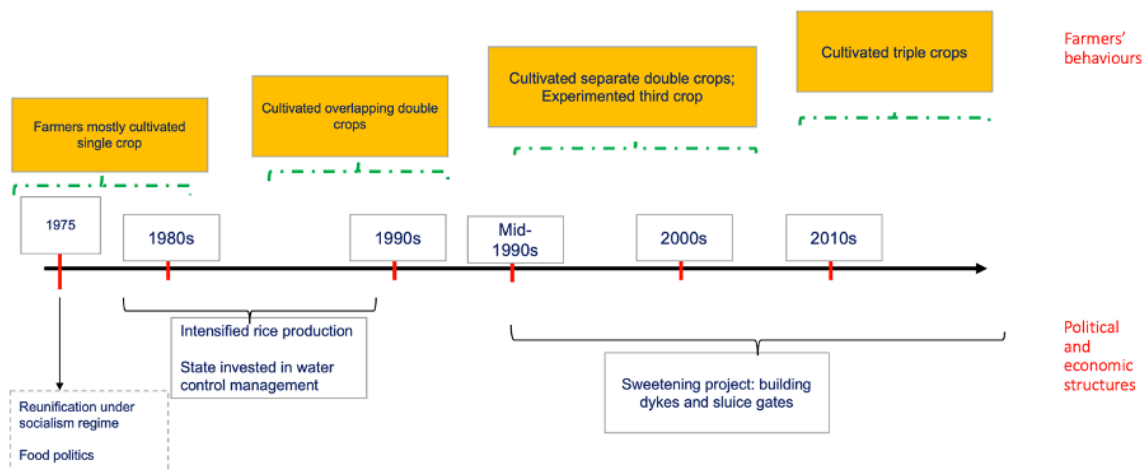 Farmers mostly cultivated
single crop
Cultivated overlapping double
crops
Cultivated separate double crops;
Experimented third crop
Cultivated triple crops
Farmers’
behaviours
1975
1980s
1990s
Mid-
1990s
2000s
2010s
Intensified rice production
State invested in water
control management
Sweetening project: building
dykes and sluice gates
Political
and
economic
structures
Reunification under
socialism regime
Food politics